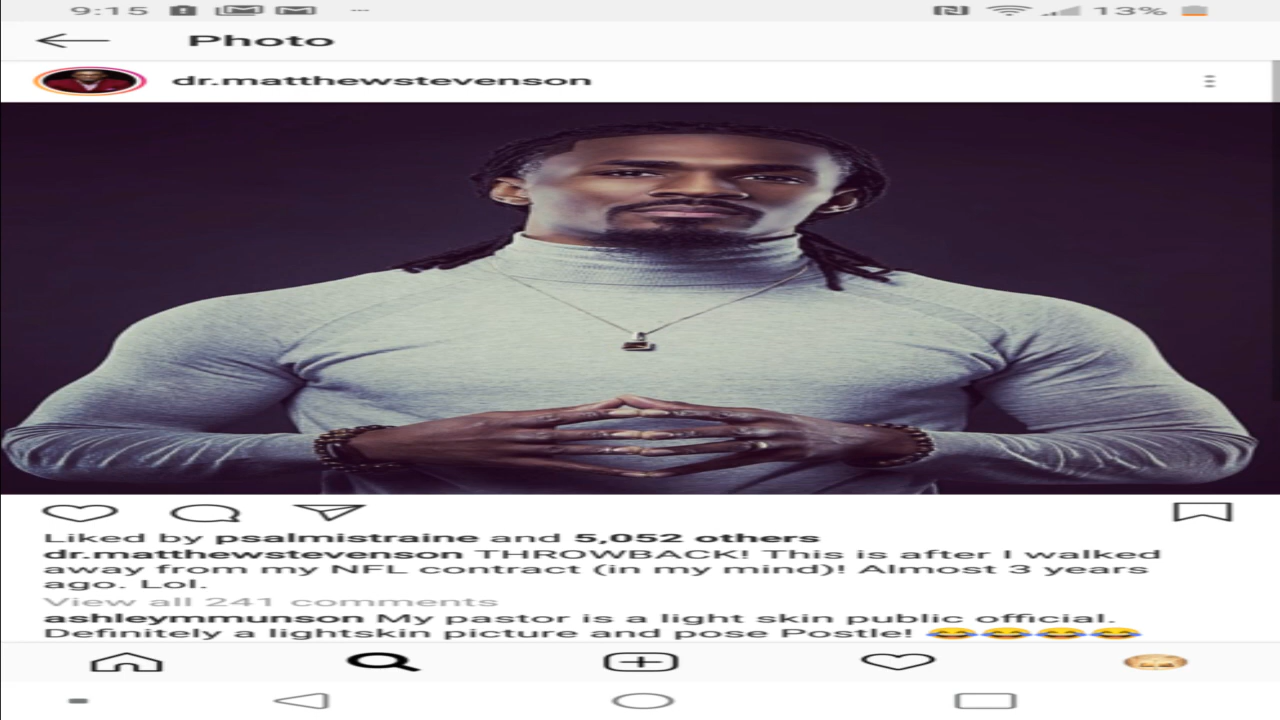 9:15
13%
Photo
dr.matthewstevenson
Liked by psalmistraine and 5,052 others
dr.matthewstevenson THROWBACK! This is after I walked
away from my NFL contract (in my mind)! Almost 3 years
ago. Lol.
View all 241 comments
ashleymmunson My pastor is a light skin public official.
Definitely a lightskin picture and pose Postle! 😂😂😂😂